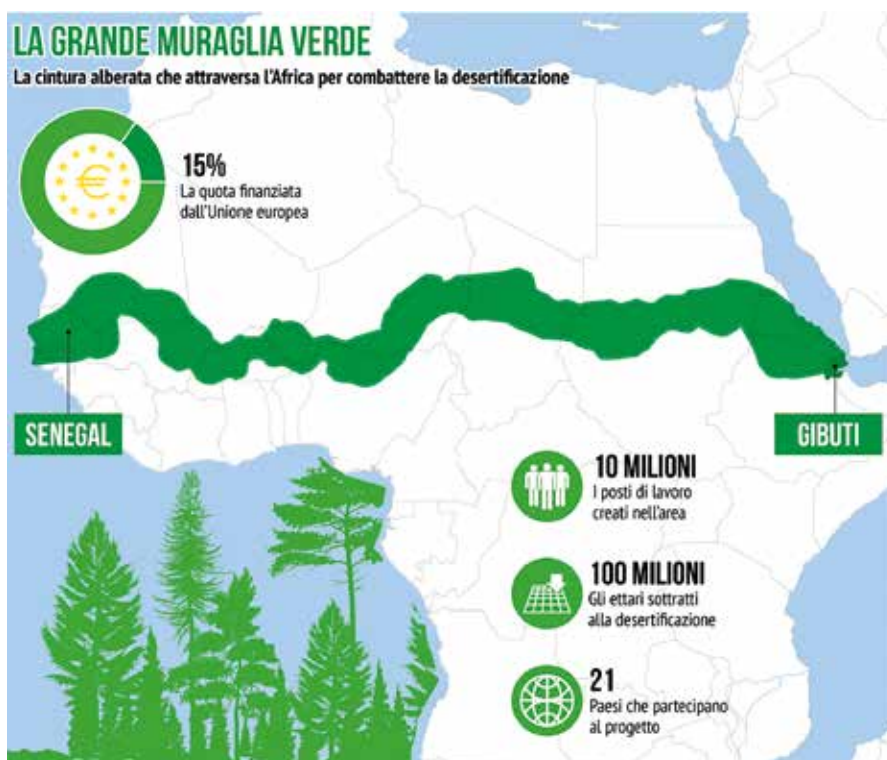 LA GRANDE MURAGLIA VERDE
La cintura alberata che attraversa l'Africa per combattere la desertificazione
15%
La quota finanziata
dall'Unione europea
€
SENEGAL
GIBUTI
10 MILIONI
I posti di lavoro
creati nell'area
100 MILIONI
Gli ettari sottratti
alla desertificazione
21
Paesi che partecipano
al progetto